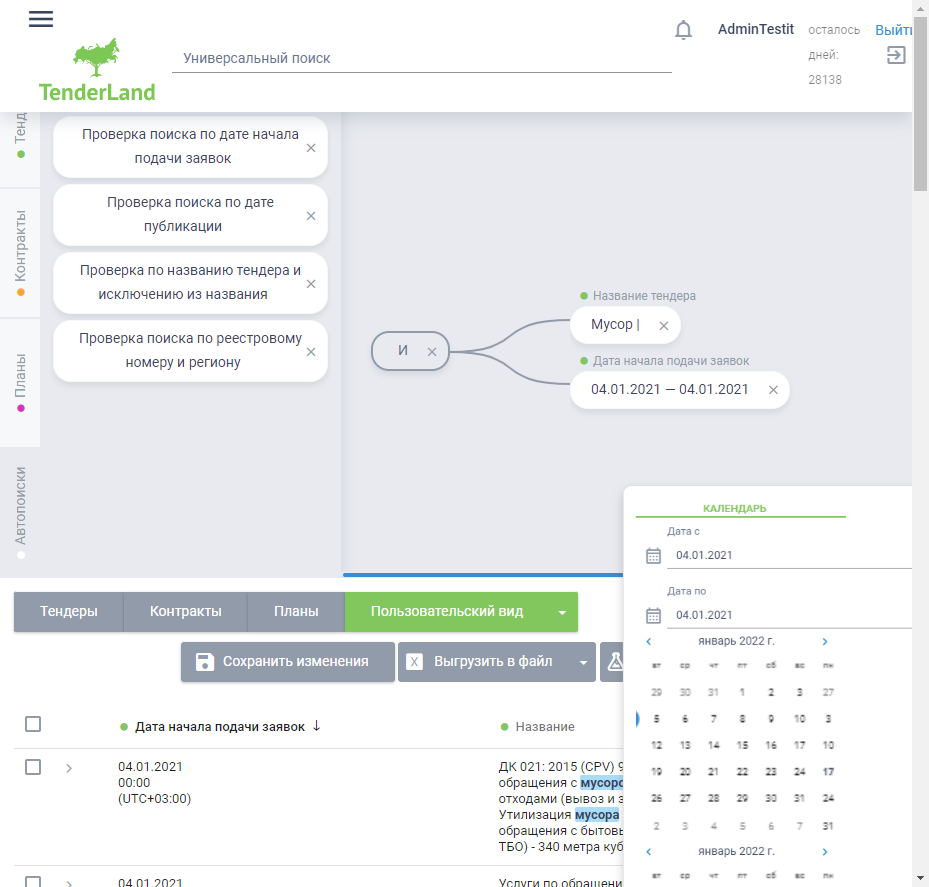 AdminTestit
осталось
дней:
28138
Выйти
Универсальный поиск
TenderLand
Тенд
Контракты
Планы
Автопоиски
Проверка поиска по дате начала
подачи заявок
Проверка поиска по дате
публикации
Проверка по названию тендера и
исключению из названия
Проверка поиска по реестровому
номеру и региону
И
Название тендера
Мусор |
Дата начала подачи заявок
04.01.2021 — 04.01.2021
КАЛЕНДАРЬ
Дата с
04.01.2021
Дата по
04.01.2021
январь 2022 г.
вт ср чт пт сб вс пн
29 30 31 1 2 3 27
5 6 7 8 9 10 3
12 13 14 15 16 17 10
19 20 21 22 23 24 17
26 27 28 29 30 31 24
2 3 4 5 6 7 31
январь 2022 г.
вт ср чт пт сб вс пн
Тендеры
Контракты
Планы
Пользовательский вид
Сохранить изменения
X Выгрузить в файл
Дата начала подачи заявок
Название
04.01.2021
00:00
(UTC+03:00)
ДК 021: 2015 (CPV) 9
обращения с мусоро
отходами (вывоз и з
Утилизация мусора
обращения с бытовы
ТБО) - 340 метра куб
04.01.2021
Услуги по обращени